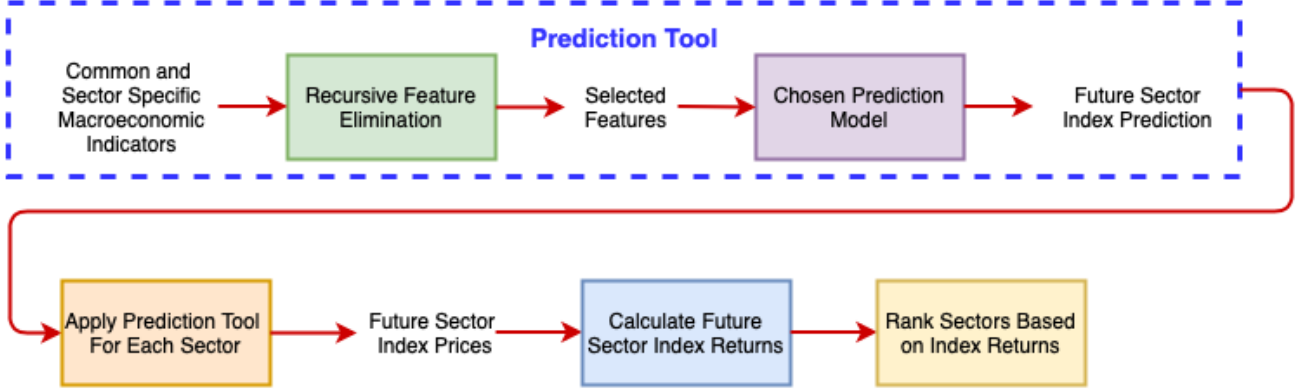 Prediction Tool
Common and
Sector Specific
Macroeconomic
Indicators
Recursive Feature
Elimination
Selected
Features
Chosen Prediction
Model
Future Sector
Index Prediction
Apply Prediction Tool
For Each Sector
Future Sector
Index Prices
Calculate Future
Sector Index Returns
Rank Sectors Based
on Index Returns